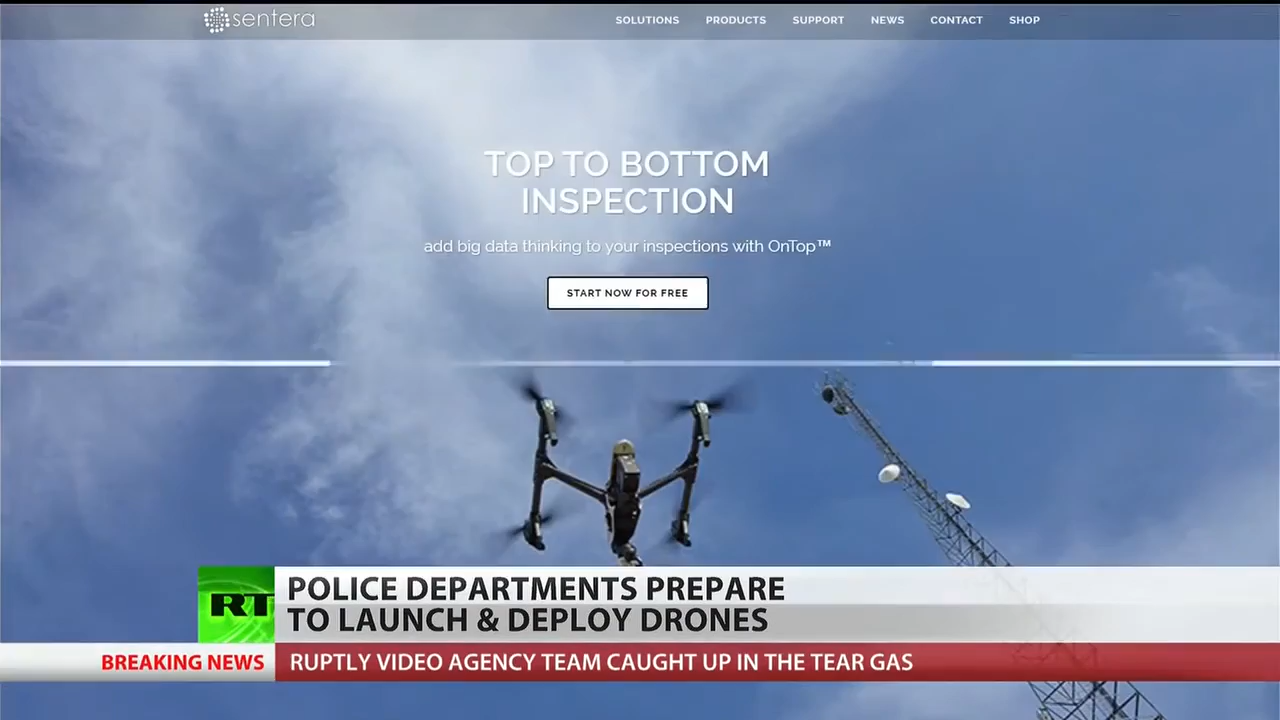 sentera
SOLUTIONS PRODUCTS SUPPORT NEWS CONTACT SHOP
TOP TO BOTTOM
INSPECTION
add big data thinking to your inspections with OnTop™
START NOW FOR FREE
RT
POLICE DEPARTMENTS PREPARE
TO LAUNCH & DEPLOY DRONES
BREAKING NEWS
RUPTLY VIDEO AGENCY TEAM CAUGHT UP IN THE TEAR GAS